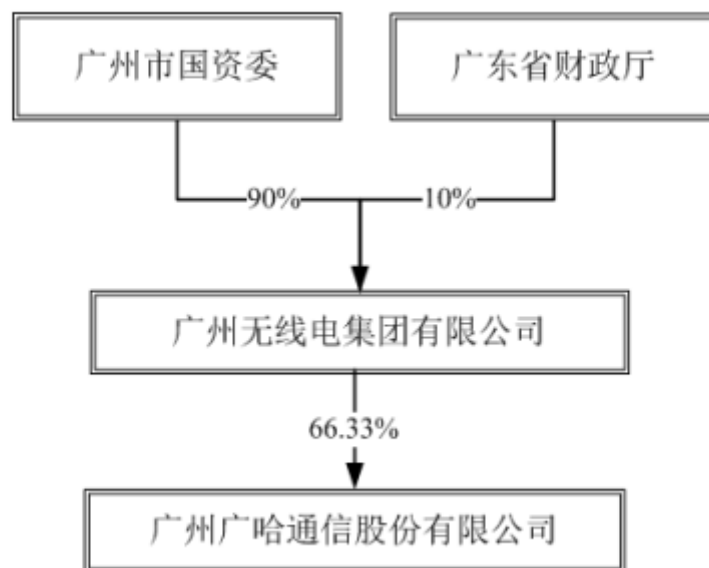 广州市国资委
广东省财政厅
90%
10%
广州无线电集团有限公司
66.33%
广州广哈通信股份有限公司